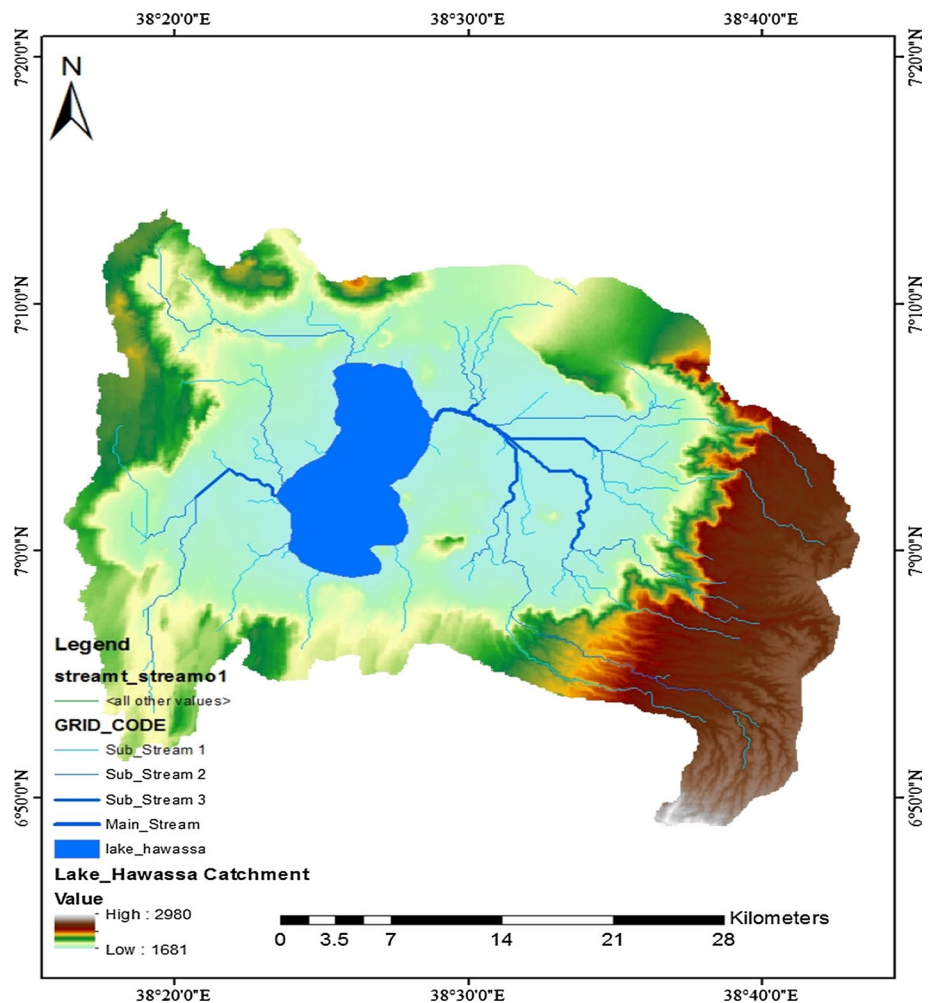 38°20'0"E 38°30'0"E 38°40'0"E
7°20'0"N 7°20'0"N
N
7°10'0"N 7°10'0"N
7°0'0"N 7°0'0"N
Legend
streamt_streamo1
<all other values>
GRID_CODE
Sub_Stream 1
Sub_Stream 2
Sub_Stream 3
6°50'0"N 6°50'0"N
Main_Stream
lake_hawassa
Lake_Hawassa Catchment
Value
High : 2980
Low : 1681
Kilometers
0 3.5 7 14 21 28
38°20'0"E 38°30'0"E 38°40'0"E